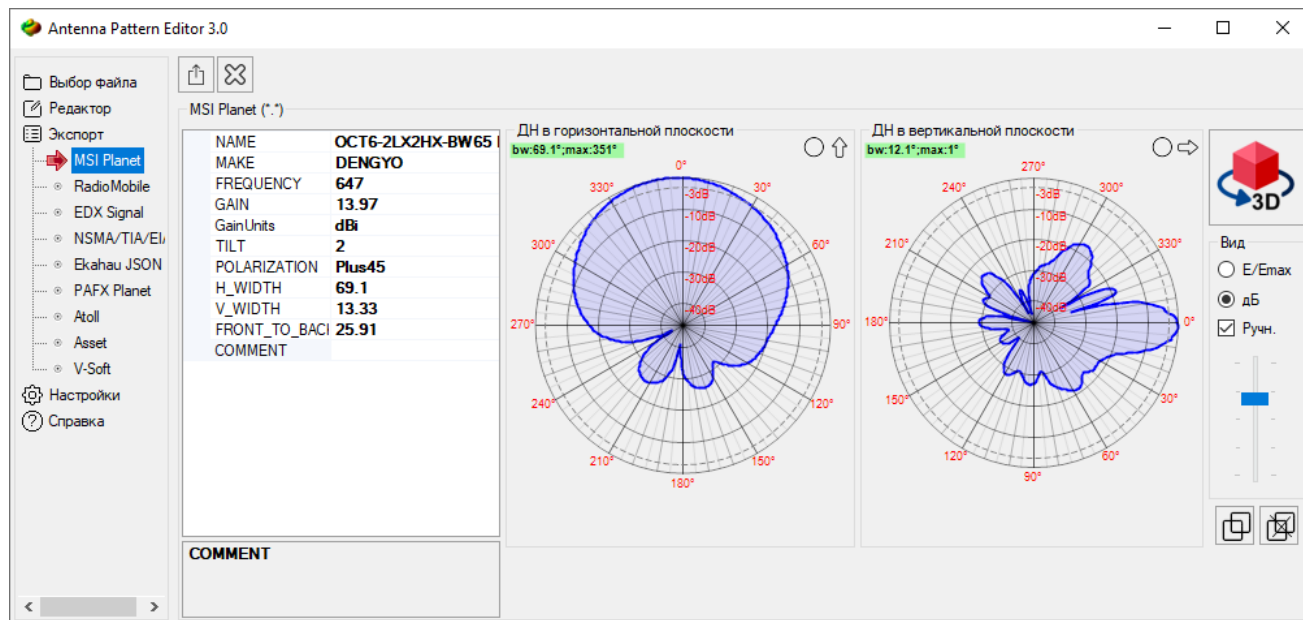 Antenna Pattern Editor 3.0
Выбор файла
Редактор
Экспорт
MSI Planet
RadioMobile
EDX Signal
NSMA/TIA/EI
Ekahau JSON
PAFX Planet
Atoll
Asset
V-Soft
Настройки
Справка
MSI Planet (*.*)
NAME OCT6-2LX2HX-BW65
MAKE DENGYO
FREQUENCY 647
GAIN 13.97
GainUnits dBi
TILT 2
POLARIZATION Plus45
H_WIDTH 69.1
V_WIDTH 13.33
FRONT_TO_BACI 25.91
COMMENT
COMMENT
ДН в горизонтальной плоскости
bw:69.1°;max:351°
0°
330° 30°
300° 60°
270° 90°
240° 120°
210° 150°
180°
-3dB
-10dB
-20dB
-30dB
-40dB
ДН в вертикальной плоскости
bw:12.1°;max:1°
270°
240° 300°
210° 330°
180° 0°
150° 30°
120° 60°
90°
-3dB
-10dB
-20dB
-30dB
-40dB
3D
Вид
E/Emax
дБ
Ручн.